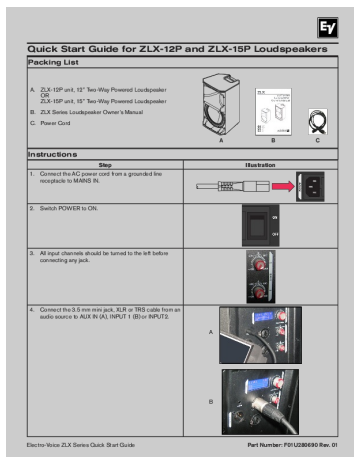 EV
Quick Start Guide for ZLX-12P and ZLX-15P Loudspeakers
Packing List
A. ZLX-12P unit, 12" Two-Way Powered Loudspeaker
OR
ZLX-15P unit, 15" Two-Way Powered Loudspeaker
B. ZLX Series Loudspeaker Owner's Manual
C. Power Cord
A
B
C
Instructions
Step
Illustration
1. Connect the AC power cord from a grounded line
receptacle to MAINS IN.
2. Switch POWER to ON.
ON
OFF
3. All input channels should be turned to the left before
connecting any jack.
4. Connect the 3.5 mm mini jack, XLR or TRS cable from an
audio source to AUX IN (A), INPUT 1 (B) or INPUT2.
A
B
Electro-Voice ZLX Series Quick Start Guide
Part Number: F01U280690 Rev. 01